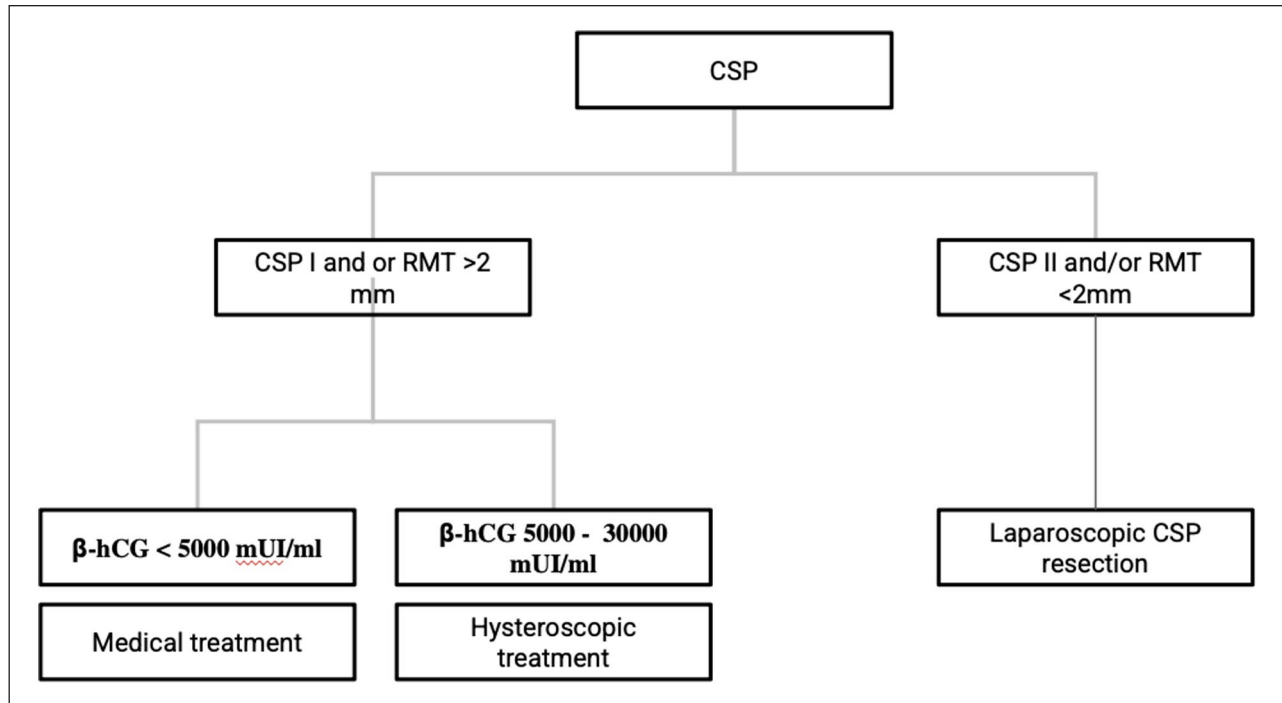 CSP
CSP I and or RMT >2
mm
CSP II and/or RMT
<2mm
β-hCG < 5000 mUI/ml
β-hCG 5000 - 30000
mUI/ml
Laparoscopic CSP
resection
Medical treatment
Hysteroscopic
treatment